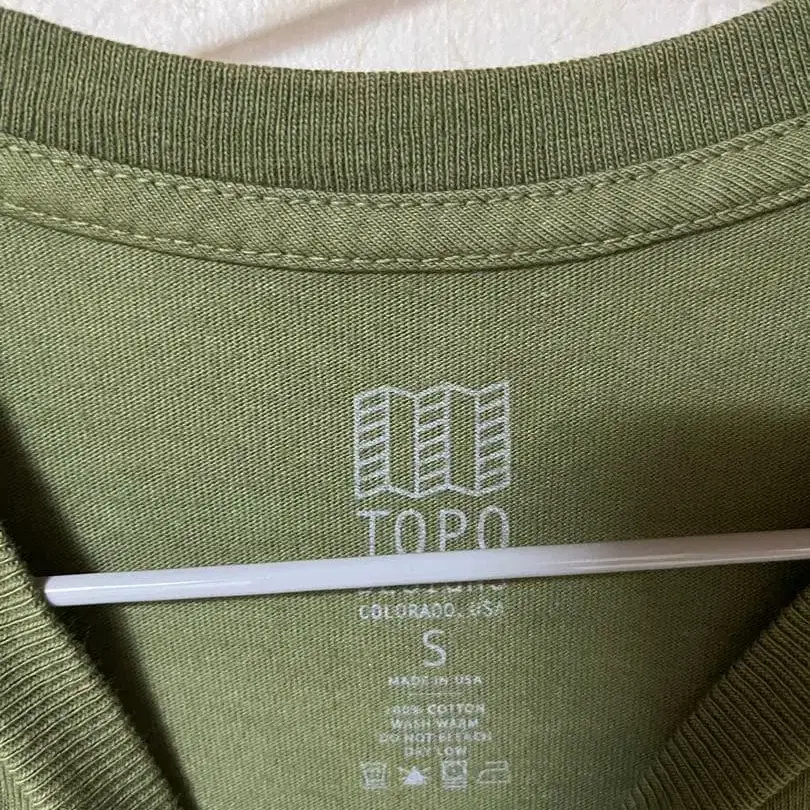 TOPO
COLORADO, USA
S
MADE IN USA
100% COTTON
WASH WARM
DO NOT BLEACH
DRY LOW